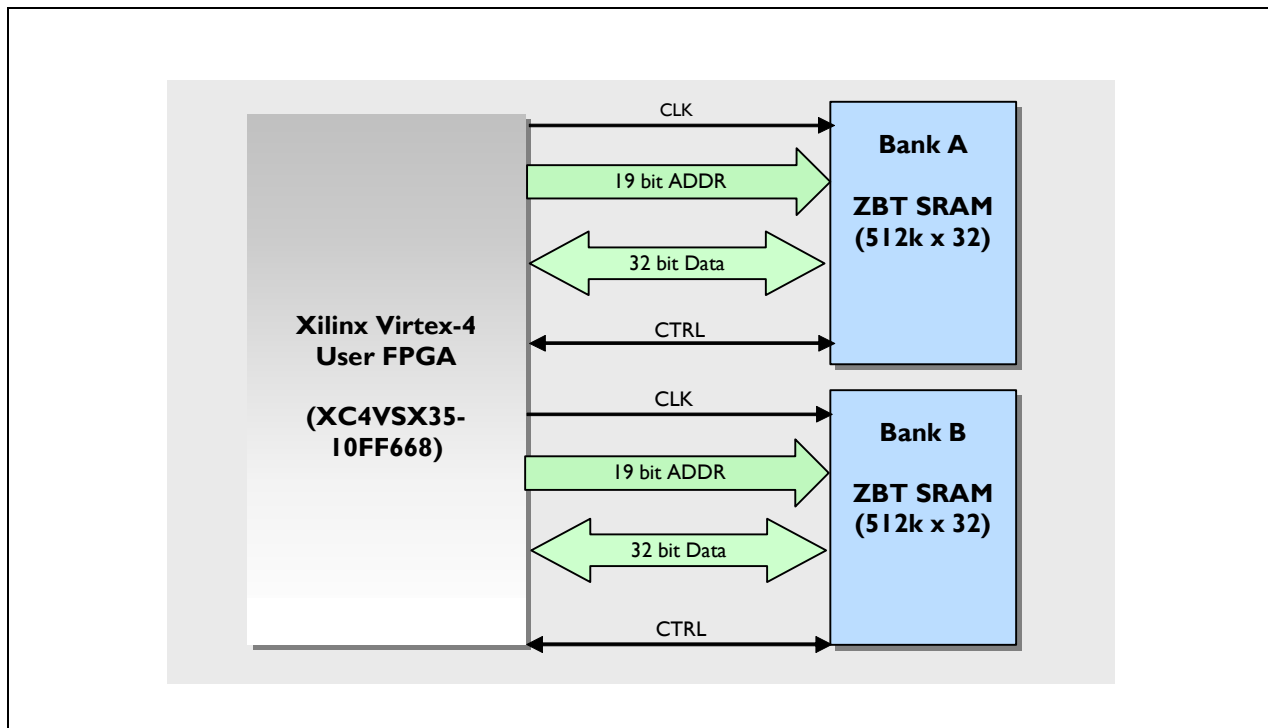 Xilinx Virtex-4
User FPGA
(XC4VSX35-
10FF668)
CLK
19 bit ADDR
32 bit Data
CTRL
Bank A
ZBT SRAM
(512k x 32)
CLK
19 bit ADDR
32 bit Data
CTRL
Bank B
ZBT SRAM
(512k x 32)